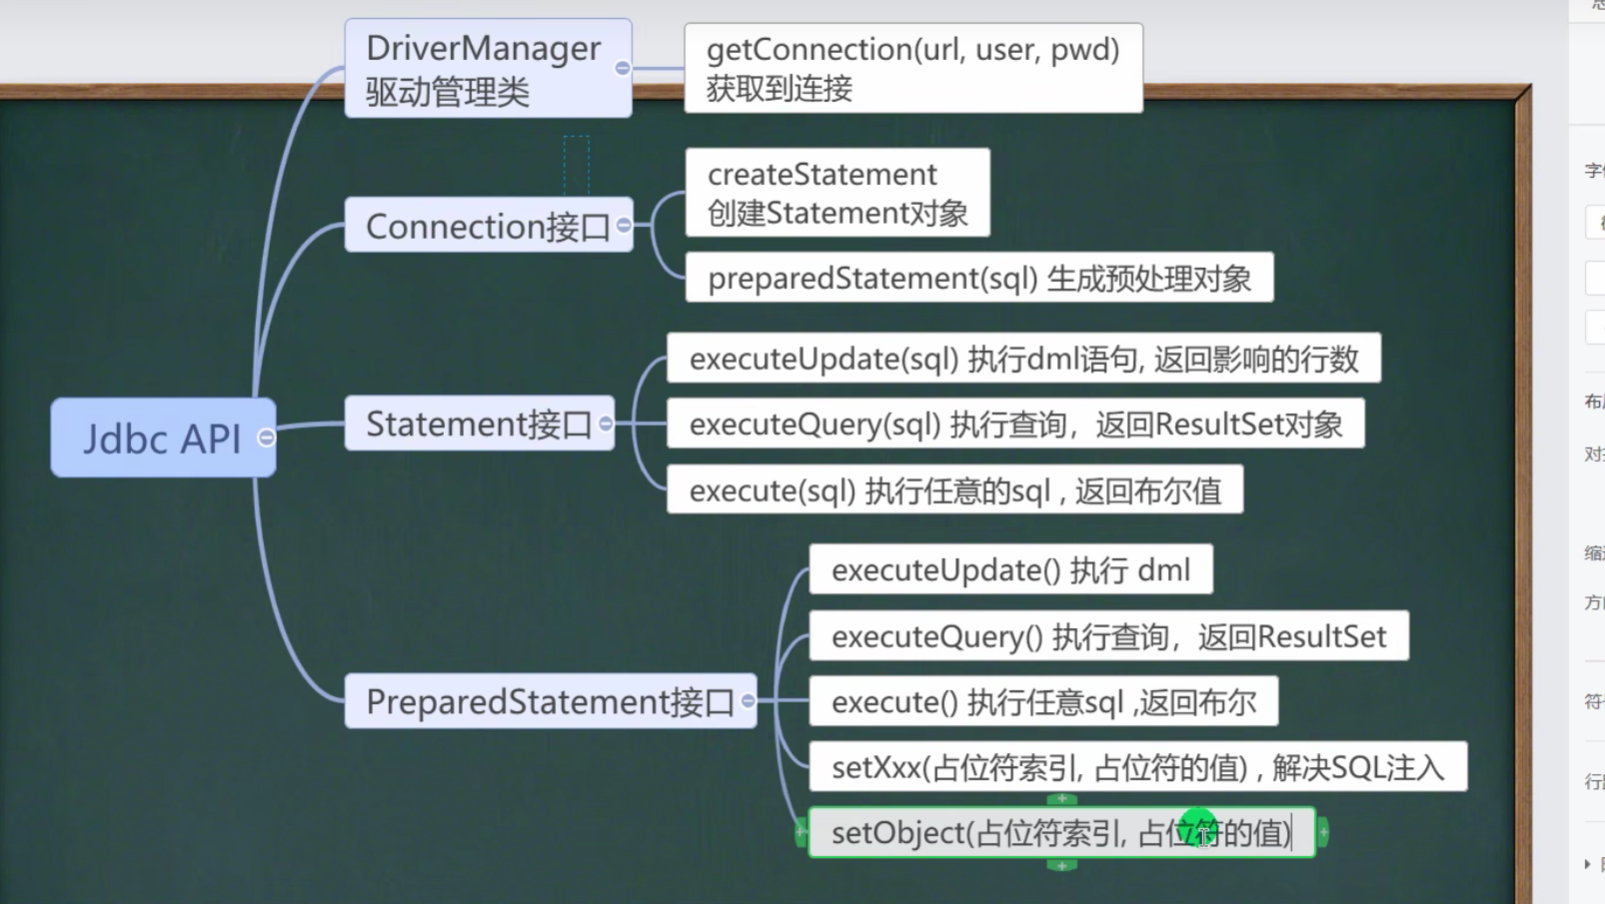 DriverManager
驱动管理类
getConnection(url, user, pwd)
获取到连接
Connection接口
createStatement
创建Statement对象
preparedStatement(sql) 生成预处理对象
Jdbc API
Statement接口
executeUpdate(sql) 执行dml语句, 返回影响的行数
executeQuery(sql) 执行查询，返回ResultSet对象
execute(sql) 执行任意的sql , 返回布尔值
PreparedStatement接口
executeUpdate() 执行 dml
executeQuery() 执行查询，返回ResultSet
execute() 执行任意sql ,返回布尔
setXxx(占位符索引, 占位符的值) , 解决SQL注入
setObject(占位符索引, 占位符的值)